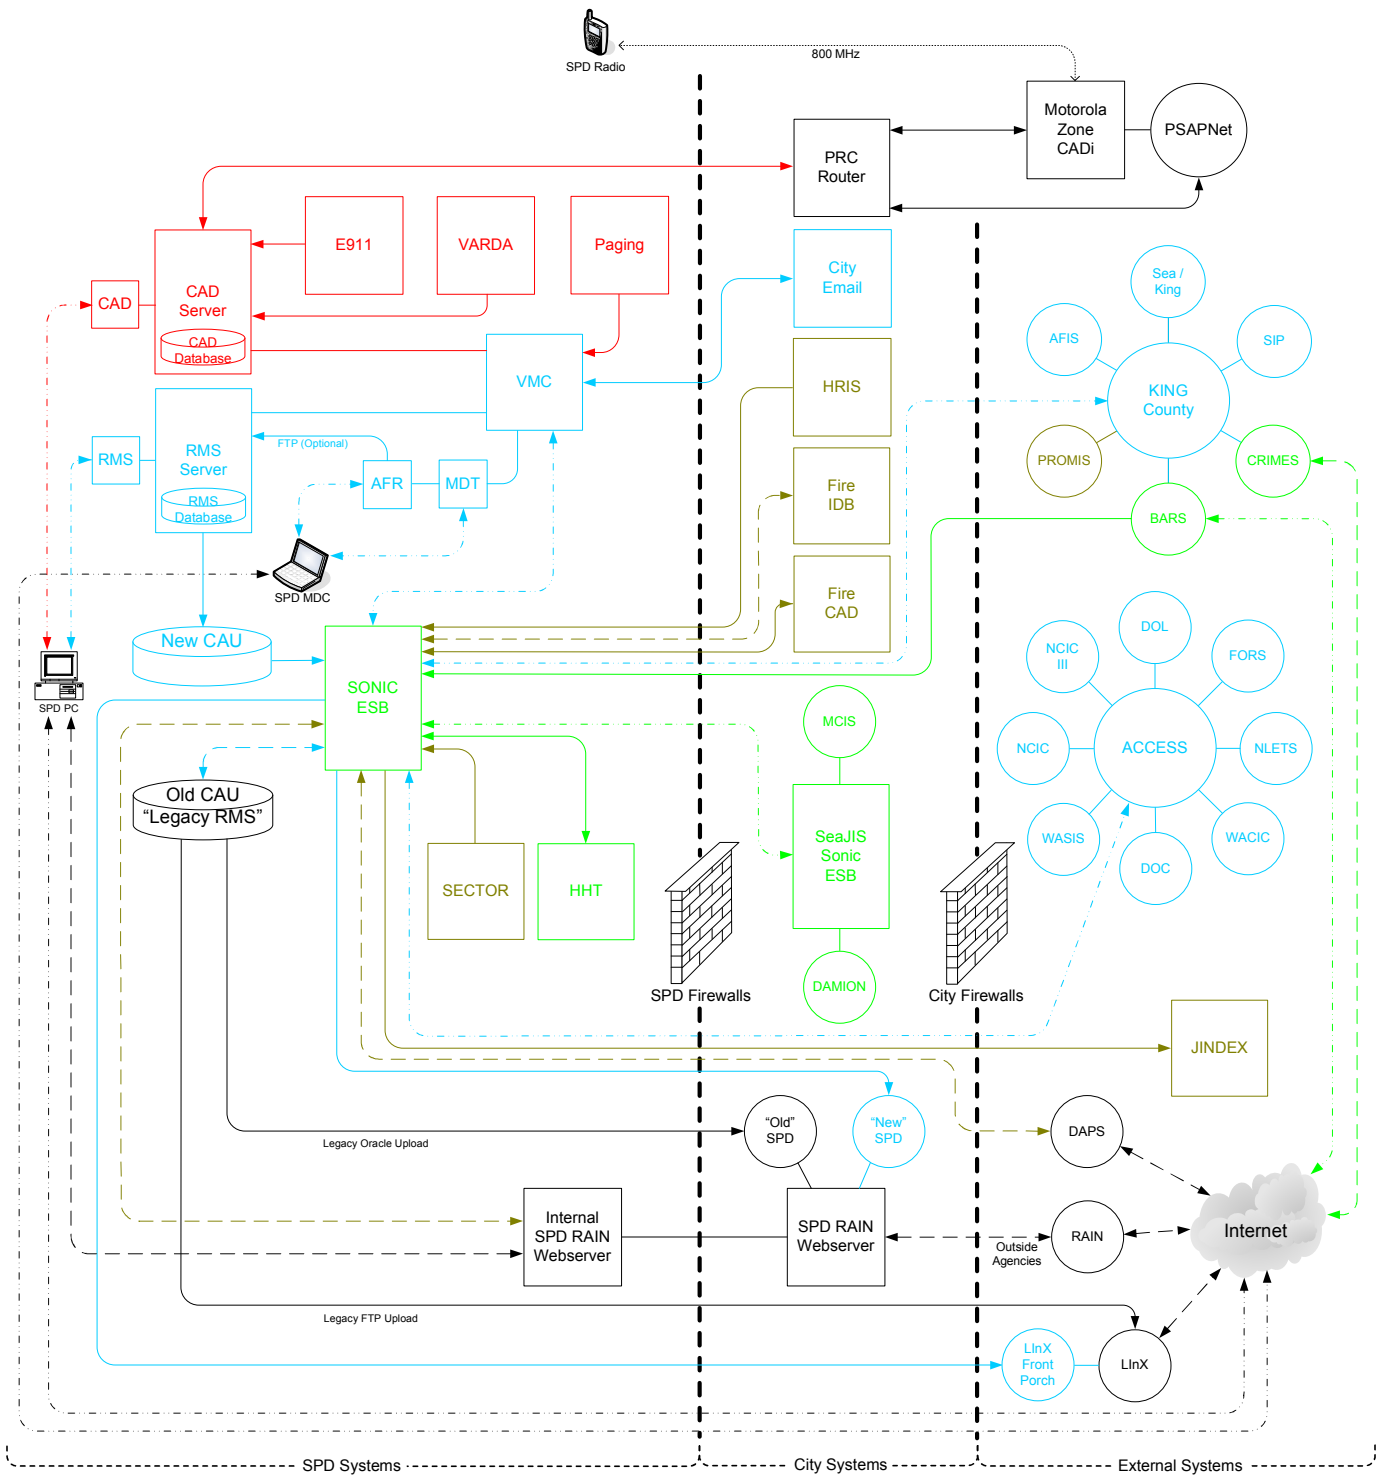 SPD Radio
800 MHz
Motorola
Zone
CADi
PSAPNet
PRC
Router
E911
VARDA
Paging
CAD
CAD
Server
CAD
Database
City
Email
Sea /
King
AFIS
SIP
KING
County
PROMIS
CRIMES
BARS
VMC
HRIS
RMS
RMS
Server
RMS
Database
FTP (Optional)
AFR
MDT
Fire
IDB
SPD MDC
Fire
CAD
New CAU
SPD PC
SONIC
ESB
DOL
NCIC
III
FORS
NCIC
ACCESS
NLETS
WASIS
DOC
WACIC
MCIS
Old CAU
“Legacy RMS”
SeaJIS
Sonic
ESB
SECTOR
HHT
DAMION
SPD Firewalls
City Firewalls
JINDEX
“Old”
SPD
“New”
SPD
DAPS
Legacy Oracle Upload
Internal
SPD RAIN
Webserver
SPD RAIN
Webserver
Outside
Agencies
RAIN
Internet
Legacy FTP Upload
LInX
Front
Porch
LInX
SPD Systems
City Systems
External Systems